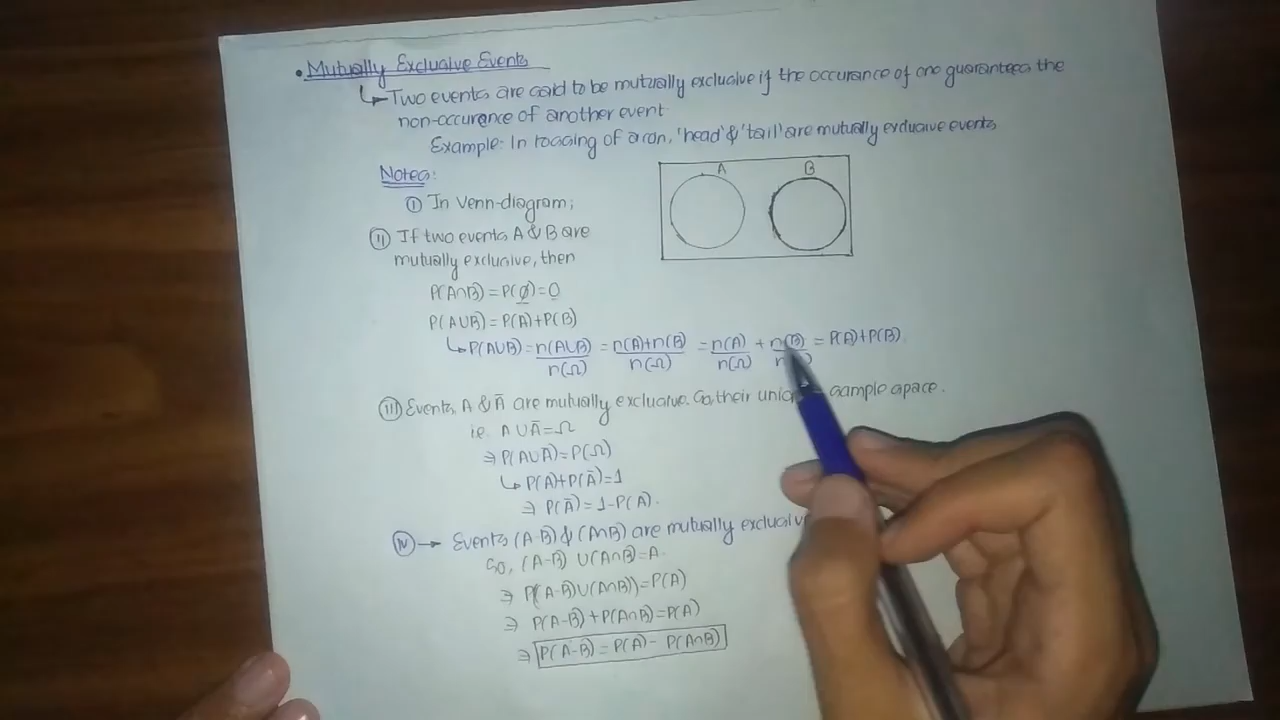 • Mutually Exclusive Events
↳ Two events are said to be mutually exclusive if the occurance of one guarantees the
non-occurance of another event
Example: In tossing of a coin, 'head' & 'tail' are mutually exclusive events
Notes:
① In Venn-diagram;
A B
⑪ If two events A & B are
mutually exclusive, then
P(A∩B) = P(∅) = 0
P(A∪B) = P(A)+P(B)
↳ P(A∪B) = n(A∪B)/n(Ω) = n(A)+n(B)/n(Ω) = n(A)/n(Ω) + n(B)/ = P(A)+P(B)
⑪⑪ Events A & Ā are mutually exclusive. So, their union sample space.
ie. A∪Ā = Ω
⇒ P(A∪Ā) = P(Ω)
↳ P(A)+P(Ā) = 1
⇒ P(Ā) = 1-P(A).
Ⓘⓥ → Events (A-B) & (A∩B) are mutually
So, (A-B) ∪ (A∩B) = A
⇒ P((A-B)∪(A∩B)) = P(A)
⇒ P(A-B)+P(A∩B) = P(A)
⇒ P(A-B) = P(A) - P(A∩B)